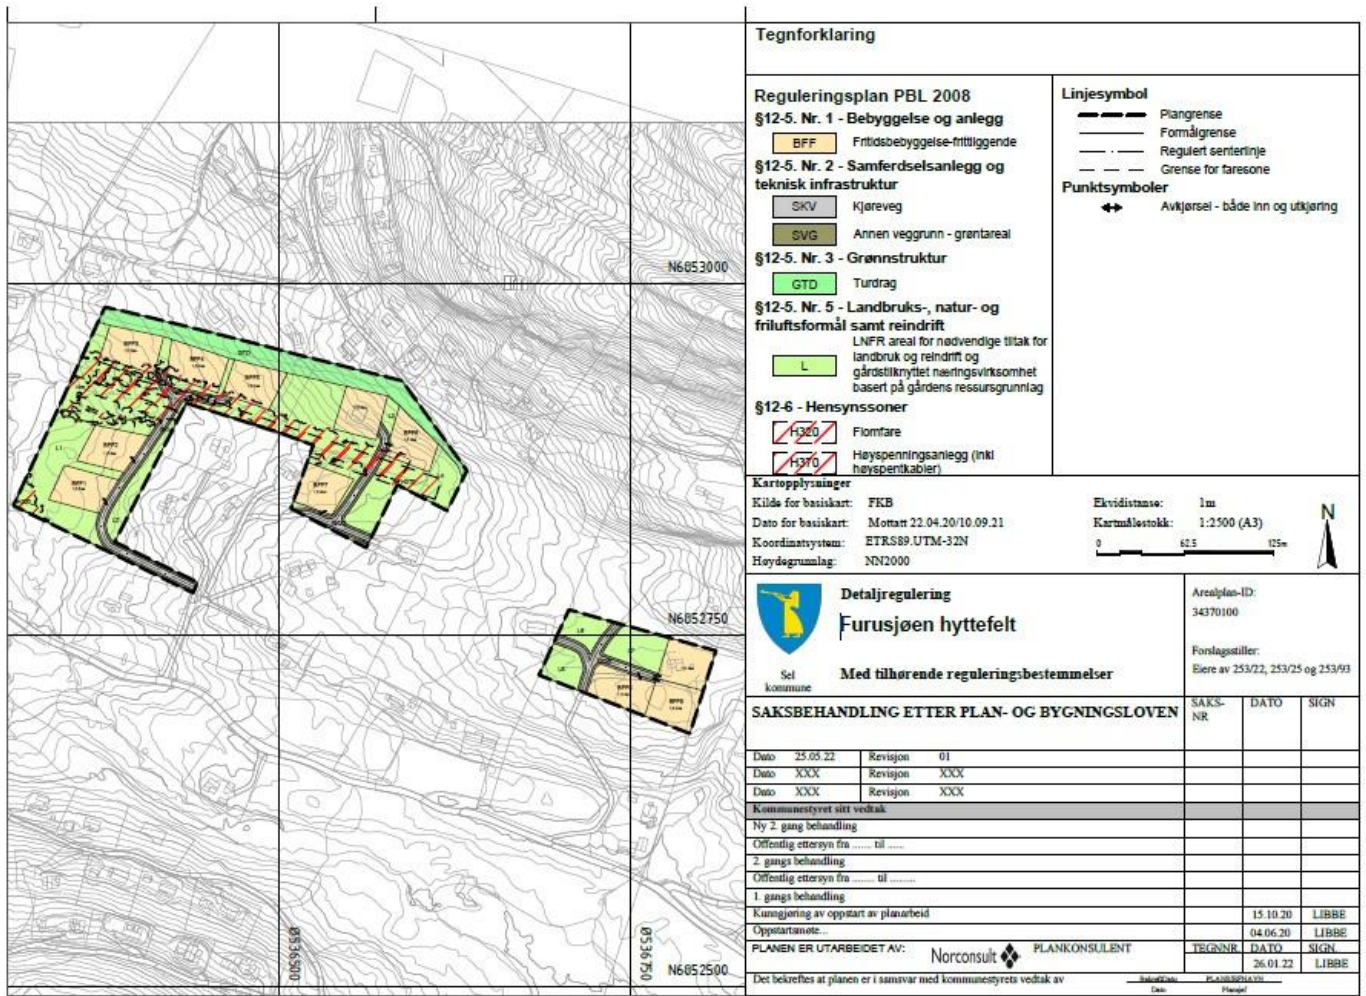 Tegnforklaring
Reguleringsplan PBL 2008
§12-5. Nr. 1 - Bebyggelse og anlegg
BFF Fritidsbebyggelse-frittliggende
§12-5. Nr. 2 - Samferdselsanlegg og
teknisk infrastruktur
SKV Kjøreveg
SVG Annen veggrunn - grøntareal
§12-5. Nr. 3 - Grønnstruktur
GTD Turdrag
§12-5. Nr. 5 - Landbruks-, natur- og
friluftsformål samt reindrift
LNFR areal for nødvendige tiltak for
L landbruk og reindrift og
gårdstilknyttet næringsvirksomhet
basert på gårdens ressursgrunnlag
§12-6 - Hensynssoner
H320 Flomfare
H370 Høyspenningsanlegg (inkl
høyspentkabler)
Linjesymbol
Plangrense
Formålgrense
Regulert senterlinje
Grense for faresone
Punktsymboler
Avkjørsel - både inn og utkjøring
Kartopplysninger
Kilde for basiskart: FKB
Dato for basiskart: Mottatt 22.04.20/10.09.21
Koordinatsystem: ETRS89.UTM-32N
Høydegrunnlag: NN2000
Ekvidistanse: 1m
Kartmålestokk: 1:2500 (A3)
0 62.5 125m
N
Sel
kommune
Detaljregulering
Furusjøen hyttefelt
Med tilhørende reguleringsbestemmelser
Arealplan-ID:
34370100
Forslagsstiller:
Eiere av 253/22, 253/25 og 253/93
SAKSBEHANDLING ETTER PLAN- OG BYGNINGSLOVEN
SAKS-
NR DATO SIGN
Dato 25.05.22 Revisjon 01
Dato XXX Revisjon XXX
Dato XXX Revisjon XXX
Kommunestyret sitt vedtak
Ny 2. gang behandling
Offentlig ettersyn fra ...... til .....
2. gangs behandling
Offentlig ettersyn fra ....... til ........
1. gangs behandling
Kunngjøring av oppstart av planarbeid 15.10.20 LIBBE
Oppstartsmøte... 04.06.20 LIBBE
PLANEN ER UTARBEIDET AV: Norconsult PLANKONSULENT
TEGNNR. DATO SIGN.
26.01.22 LIBBE
Det bekreftes at planen er i samsvar med kommunestyrets vedtak av
Dato Plansjef
N6853000
N6852750
N6852500
Ø536500
Ø536750
GTD
BFF2
BFF1
BFF7
L1